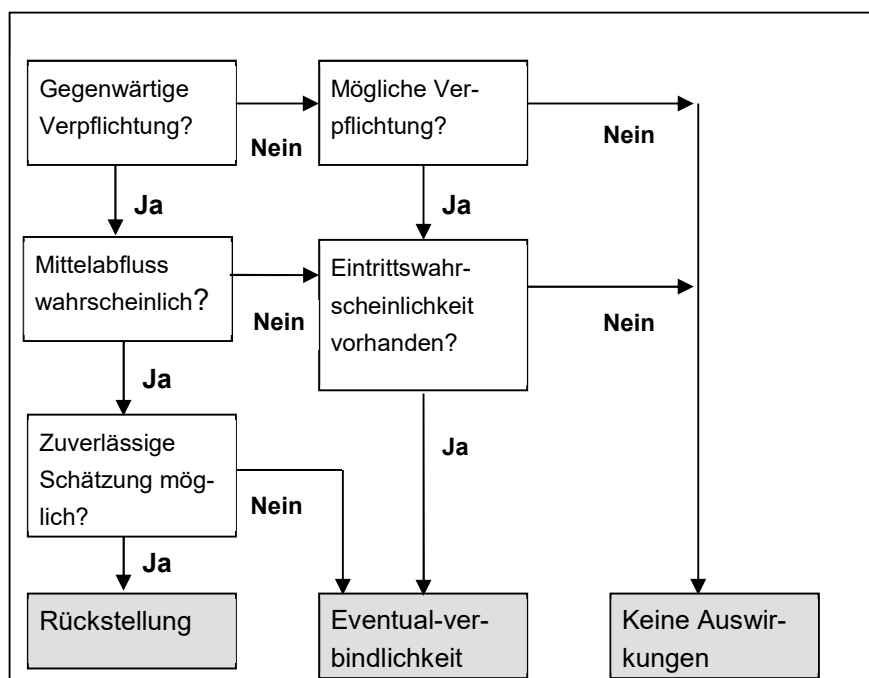 Gegenwärtige
Verpflichtung?
Nein
Mögliche Ver-
pflichtung?
Nein
Ja
Ja
Mittelabfluss
wahrscheinlich?
Nein
Eintrittswahr-
scheinlichkeit
vorhanden?
Nein
Ja
Ja
Zuverlässige
Schätzung mög-
lich?
Nein
Ja
Rückstellung
Eventual-ver-
bindlichkeit
Keine Auswir-
kungen